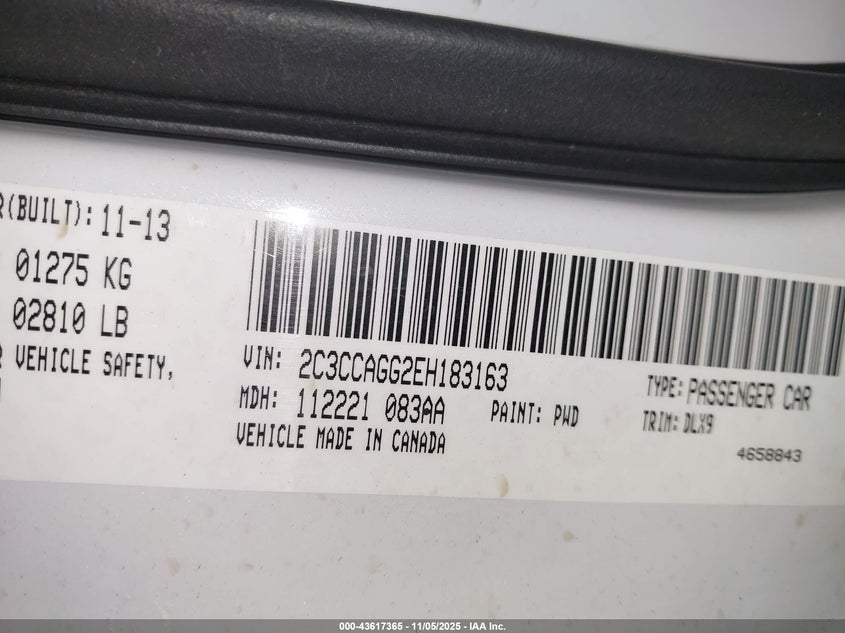 R(BUILT): 11-13
01275 KG
02810 LB
VEHICLE SAFETY,
VIN: 2C3CCAGG2EH183163
MDH: 112221 083AA PAINT: PWD
VEHICLE MADE IN CANADA
TYPE: PASSENGER CAR
TRIM: DLX9
4658843
000-43617365 - 11/05/2025 - IAA Inc.